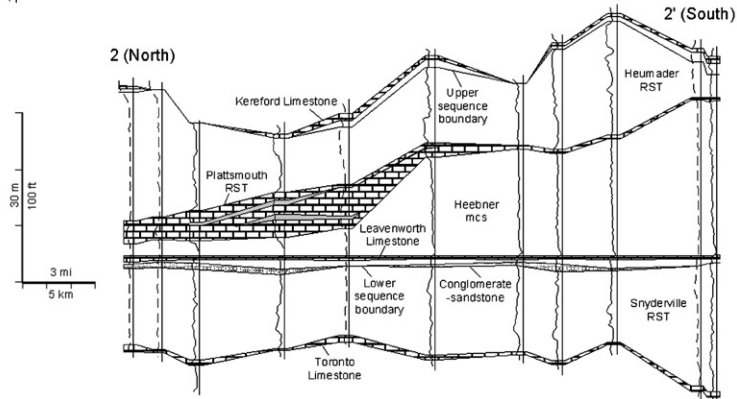 2' (South)
2 (North)
Heumader
RST
Kereford Limestone
Upper
sequence
boundary
Plattsmouth
RST
30 m
100 ft
Heebner
mcs
Leavenworth
Limestone
3 mi
5 km
Lower
sequence
boundary
Conglomerate
-sandstone
Snyderville
RST
Toronto
Limestone